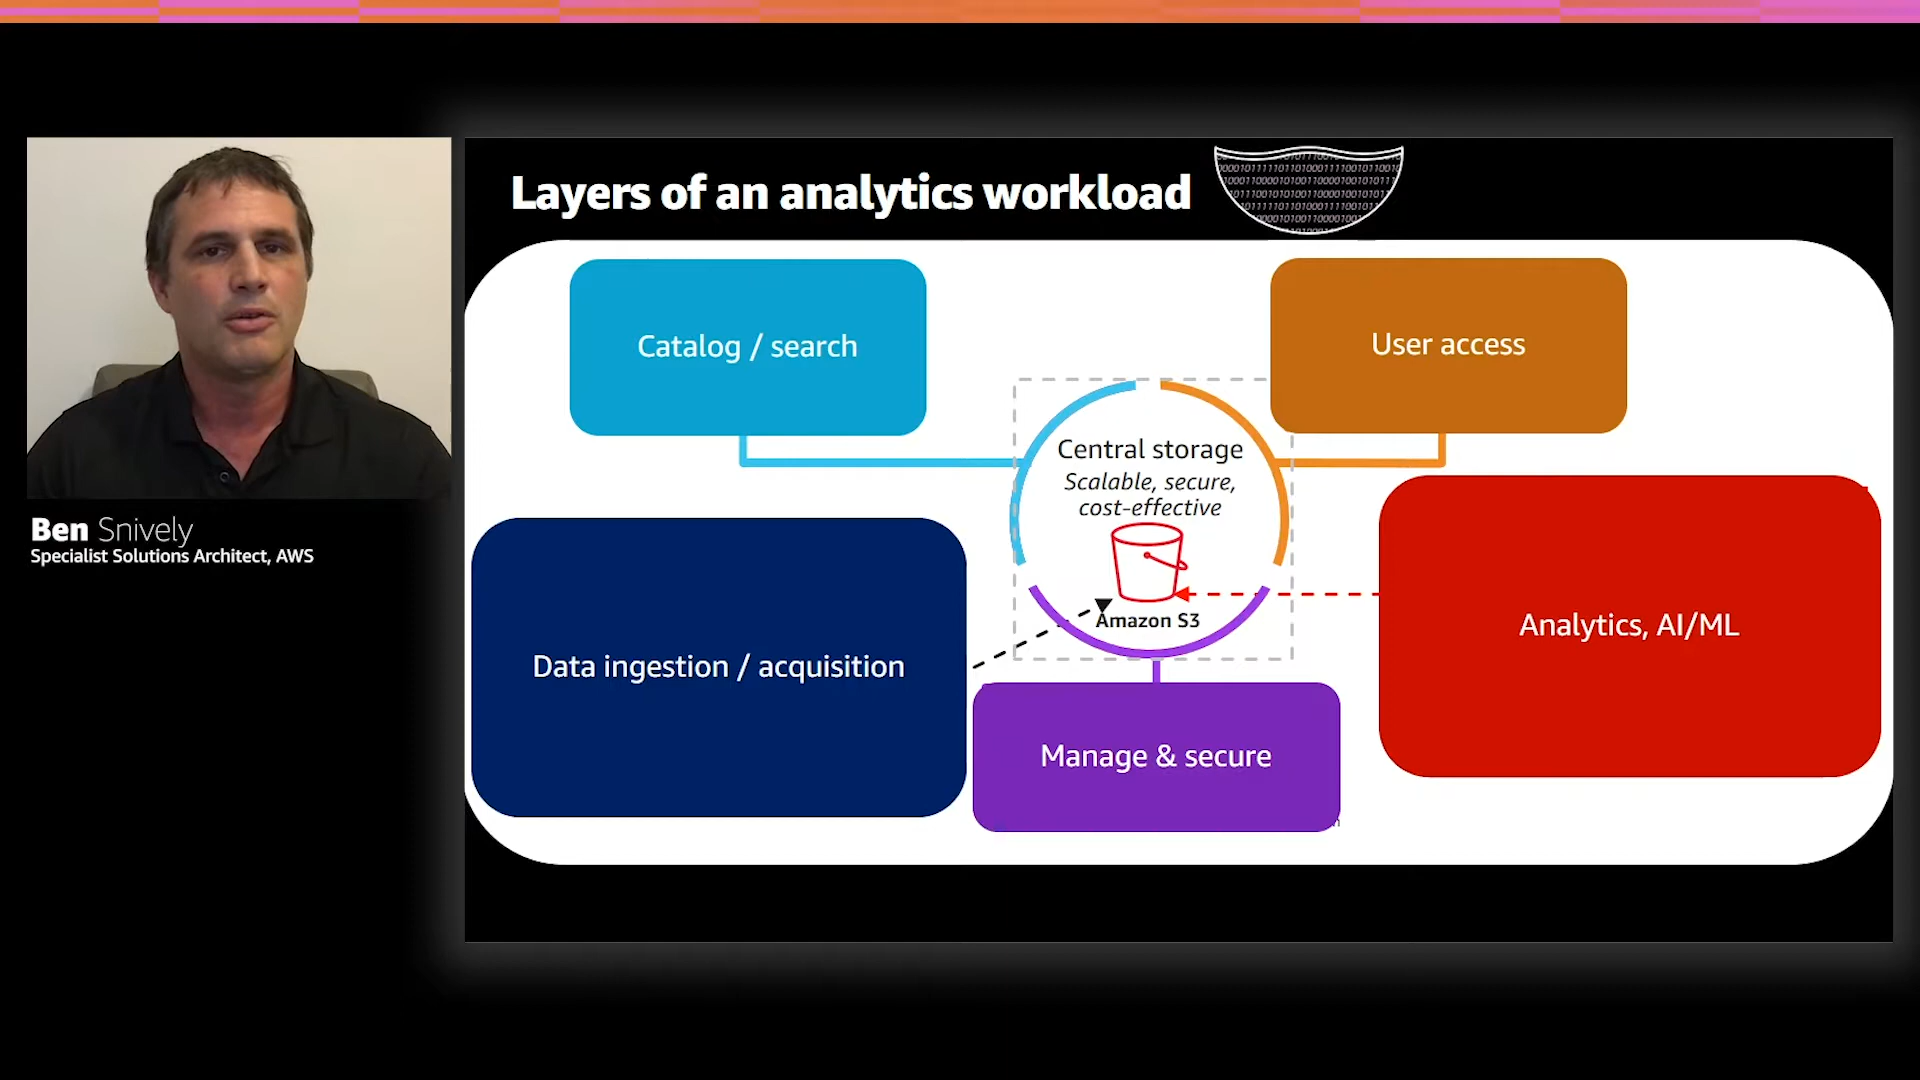 Layers of an analytics workload
Catalog / search
User access
Central storage
Scalable, secure,
cost-effective
Amazon S3
Data ingestion / acquisition
Analytics, AI/ML
Manage & secure
Ben Snively
Specialist Solutions Architect, AWS